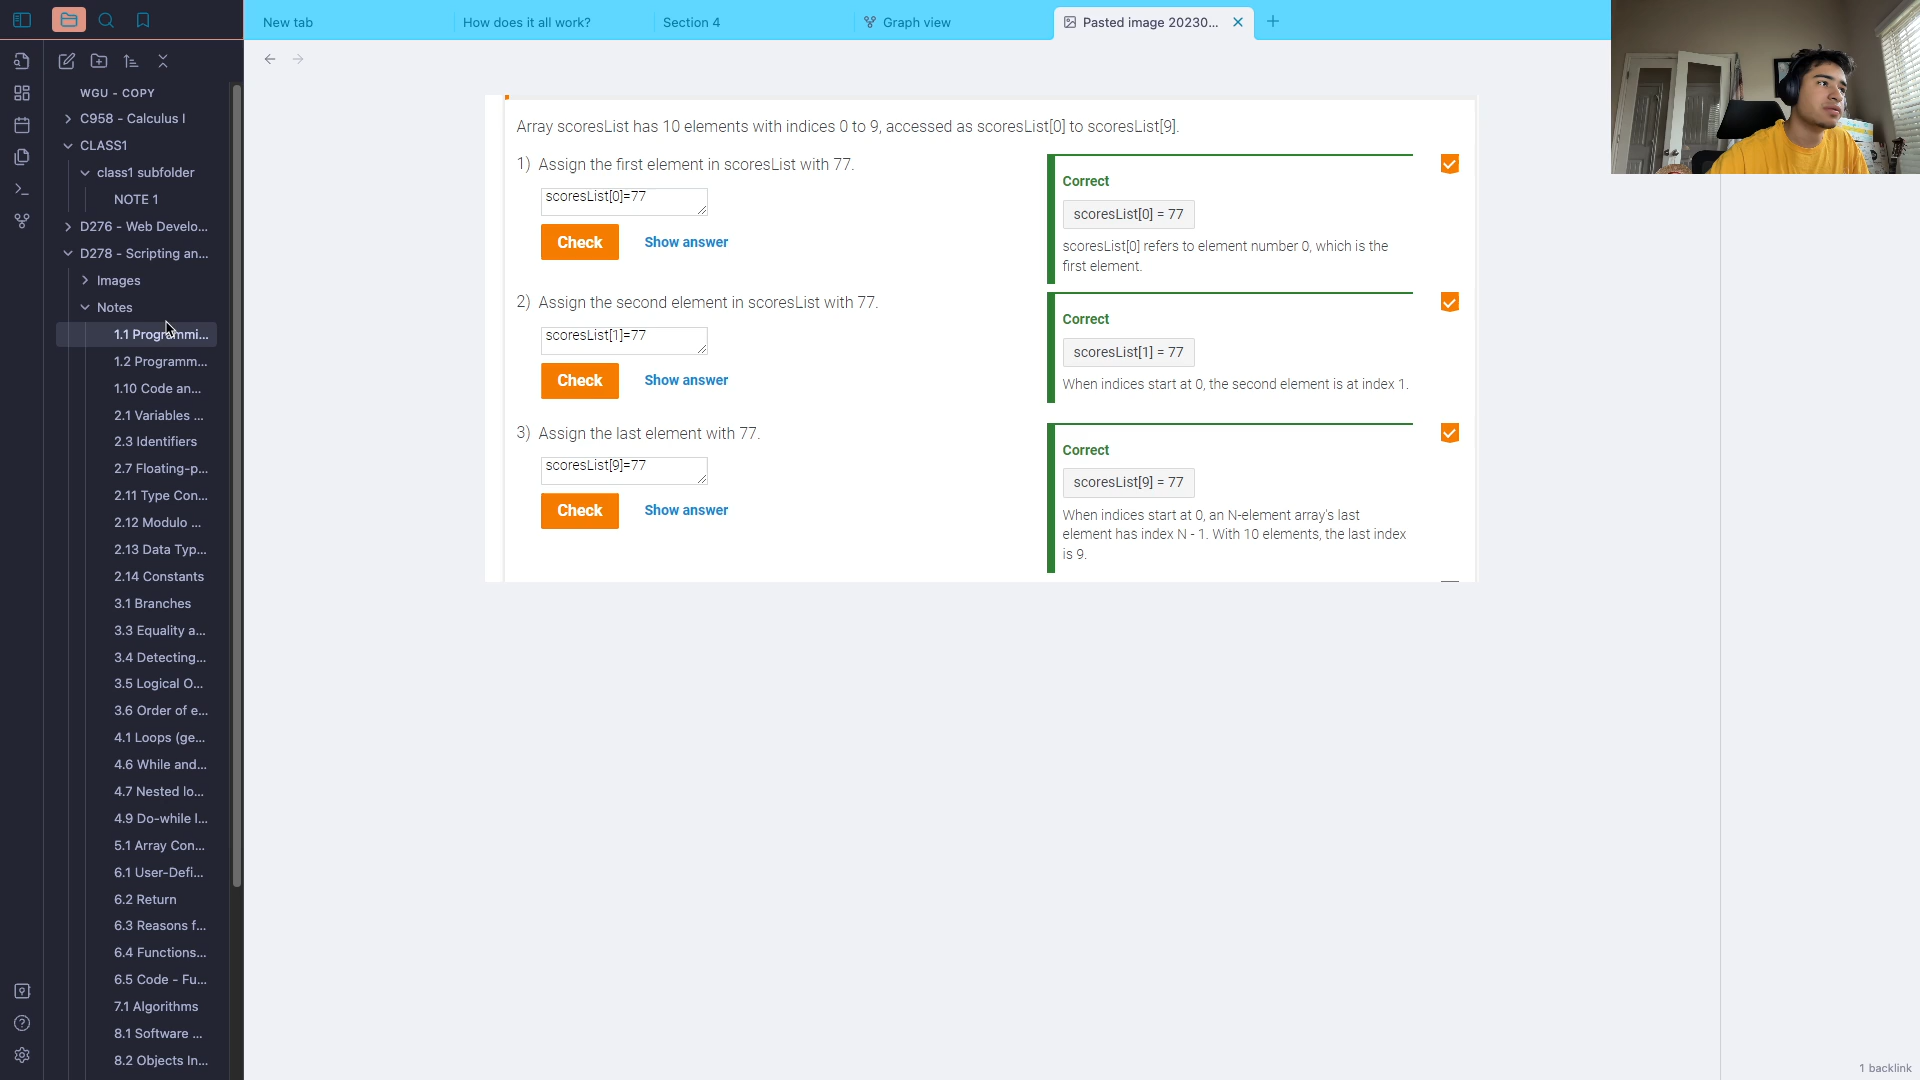 New tab
How does it all work?
Section 4
Graph view
Pasted image 20230...
WGU - COPY
C958 - Calculus I
CLASS1
class1 subfolder
NOTE 1
D276 - Web Develo...
D278 - Scripting an...
Images
Notes
1.1 Programmi...
1.2 Programm...
1.10 Code an...
2.1 Variables ...
2.3 Identifiers
2.7 Floating-p...
2.11 Type Con...
2.12 Modulo ...
2.13 Data Typ...
2.14 Constants
3.1 Branches
3.3 Equality a...
3.4 Detecting...
3.5 Logical O...
3.6 Order of e...
4.1 Loops (ge...
4.6 While and...
4.7 Nested lo...
4.9 Do-while l...
5.1 Array Con...
6.1 User-Defi...
6.2 Return
6.3 Reasons f...
6.4 Functions...
6.5 Code - Fu...
7.1 Algorithms
8.1 Software ...
8.2 Objects In...
Array scoresList has 10 elements with indices 0 to 9, accessed as scoresList[0] to scoresList[9].
1) Assign the first element in scoresList with 77.
scoresList[0]=77
Check Show answer
Correct
scoresList[0] = 77
scoresList[0] refers to element number 0, which is the
first element.
2) Assign the second element in scoresList with 77.
scoresList[1]=77
Check Show answer
Correct
scoresList[1] = 77
When indices start at 0, the second element is at index 1.
3) Assign the last element with 77.
scoresList[9]=77
Check Show answer
Correct
scoresList[9] = 77
When indices start at 0, an N-element array's last
element has index N - 1. With 10 elements, the last index
is 9.
1 backlink